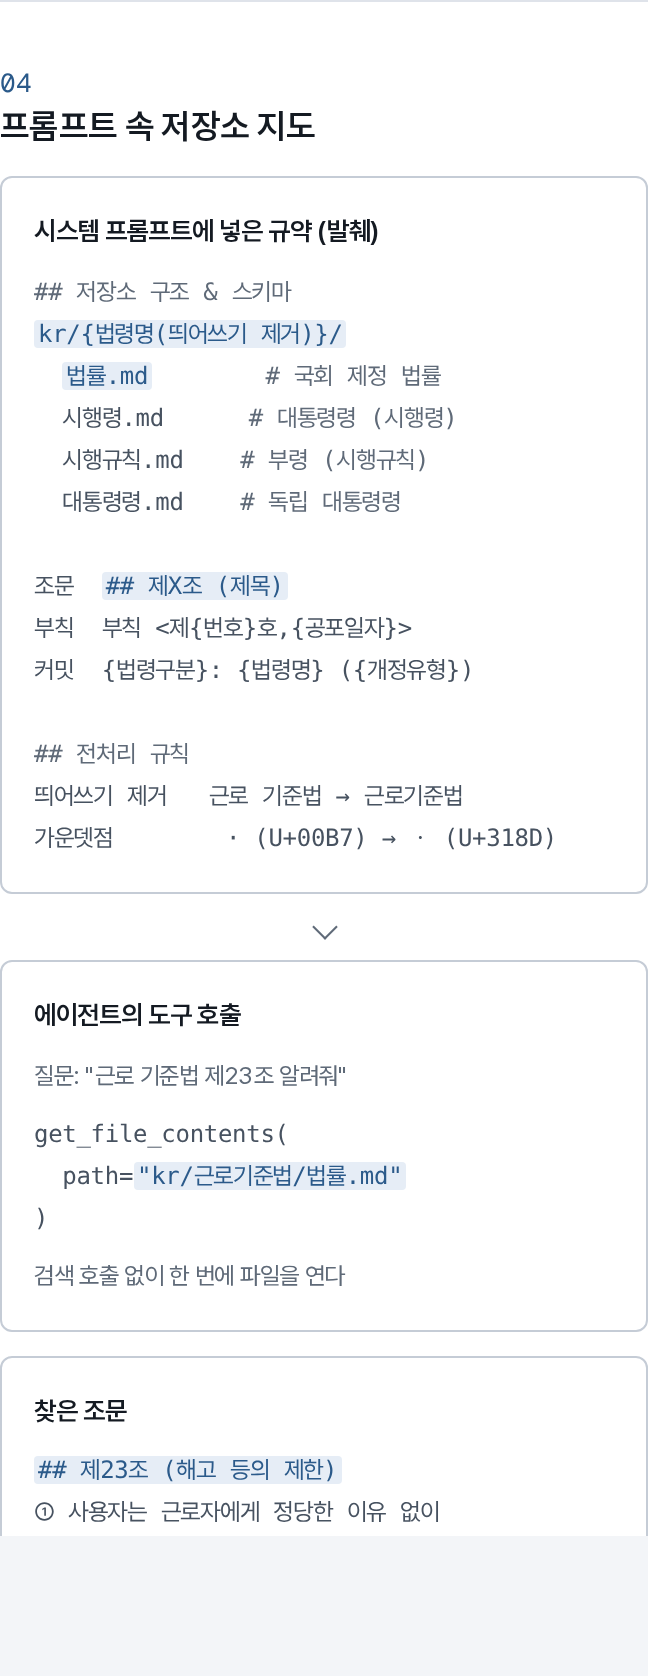 04
프롬프트 속 저장소 지도
시스템 프롬프트에 넣은 규약 (발췌)
## 저장소 구조 & 스키마
kr/{법령명(띄어쓰기 제거)}/
법률.md # 국회 제정 법률
시행령.md # 대통령령 (시행령)
시행규칙.md # 부령 (시행규칙)
대통령령.md # 독립 대통령령
조문 ## 제X조 (제목)
부칙 부칙 <제{번호}호,{공포일자}>
커밋 {법령구분}: {법령명} ({개정유형})
## 전처리 규칙
띄어쓰기 제거 근로 기준법 → 근로기준법
가운뎃점 · (U+00B7) → ㆍ (U+318D)
에이전트의 도구 호출
질문: "근로 기준법 제23조 알려줘"
get_file_contents(
path="kr/근로기준법/법률.md"
)
검색 호출 없이 한 번에 파일을 연다
찾은 조문
## 제23조 (해고 등의 제한)
① 사용자는 근로자에게 정당한 이유 없이